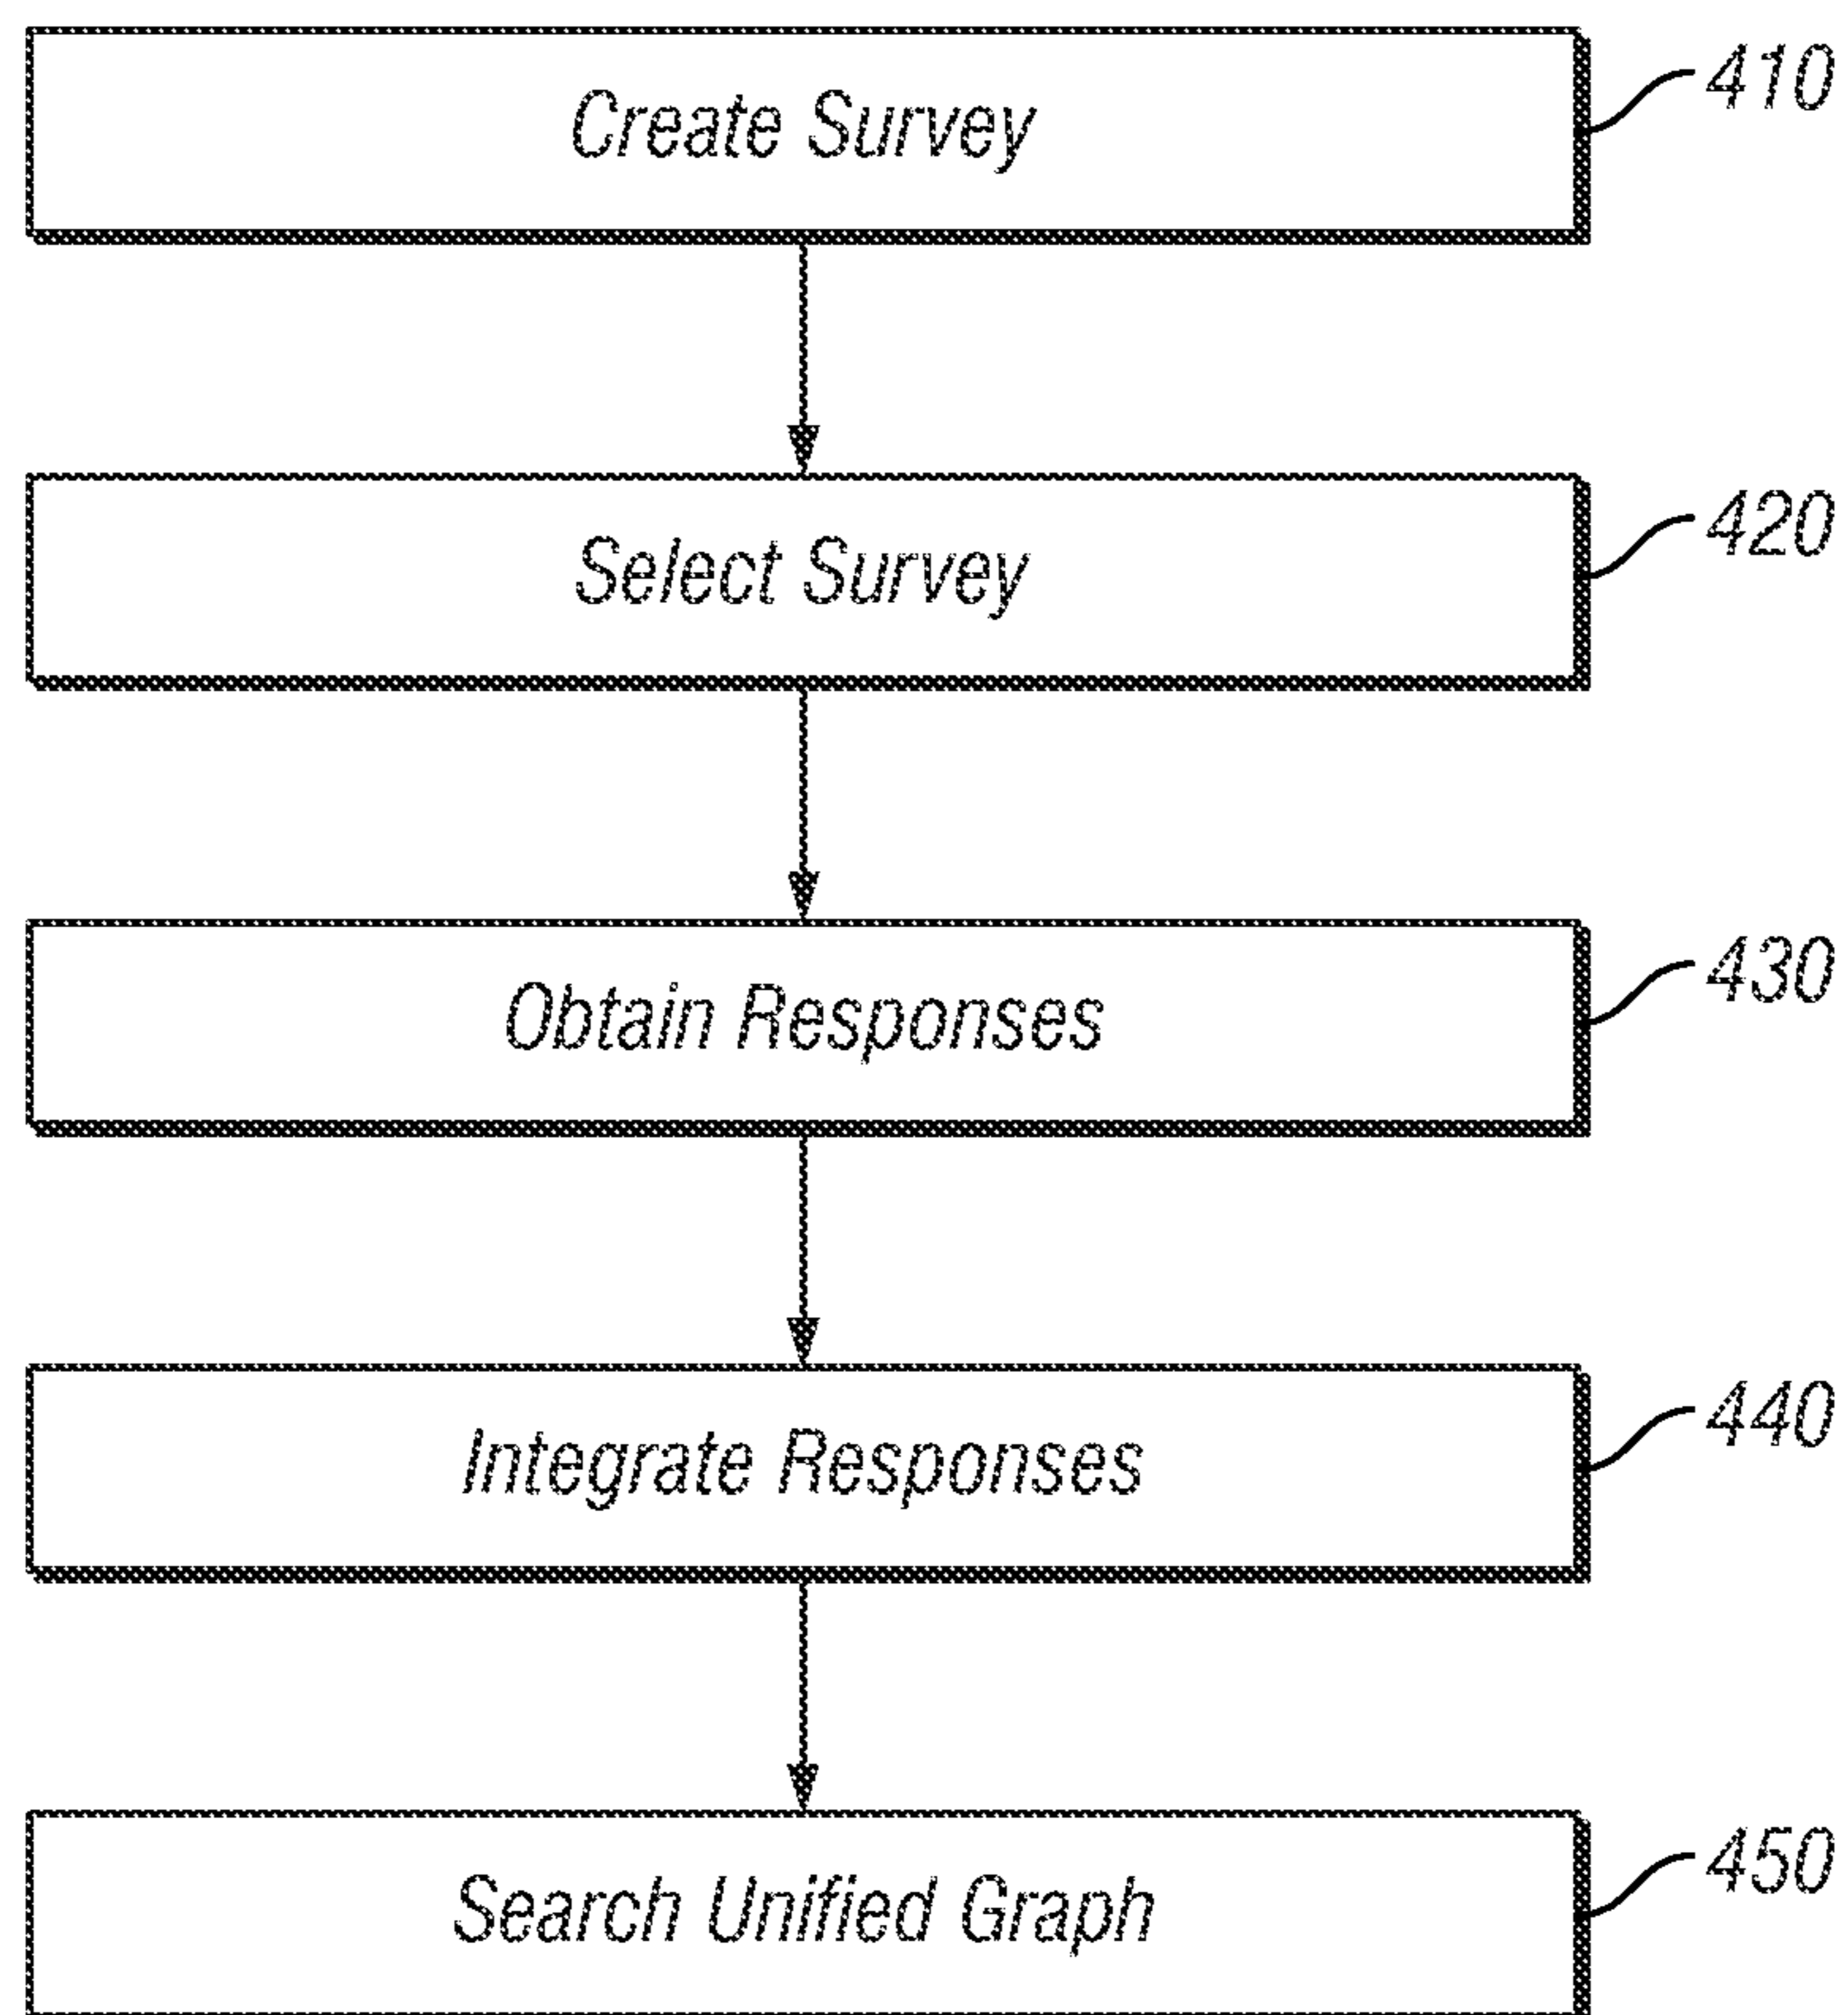 Create Survey
410
Select Survey
420
Obtain Responses
430
Integrate Responses
440
Search Unified Graph
450